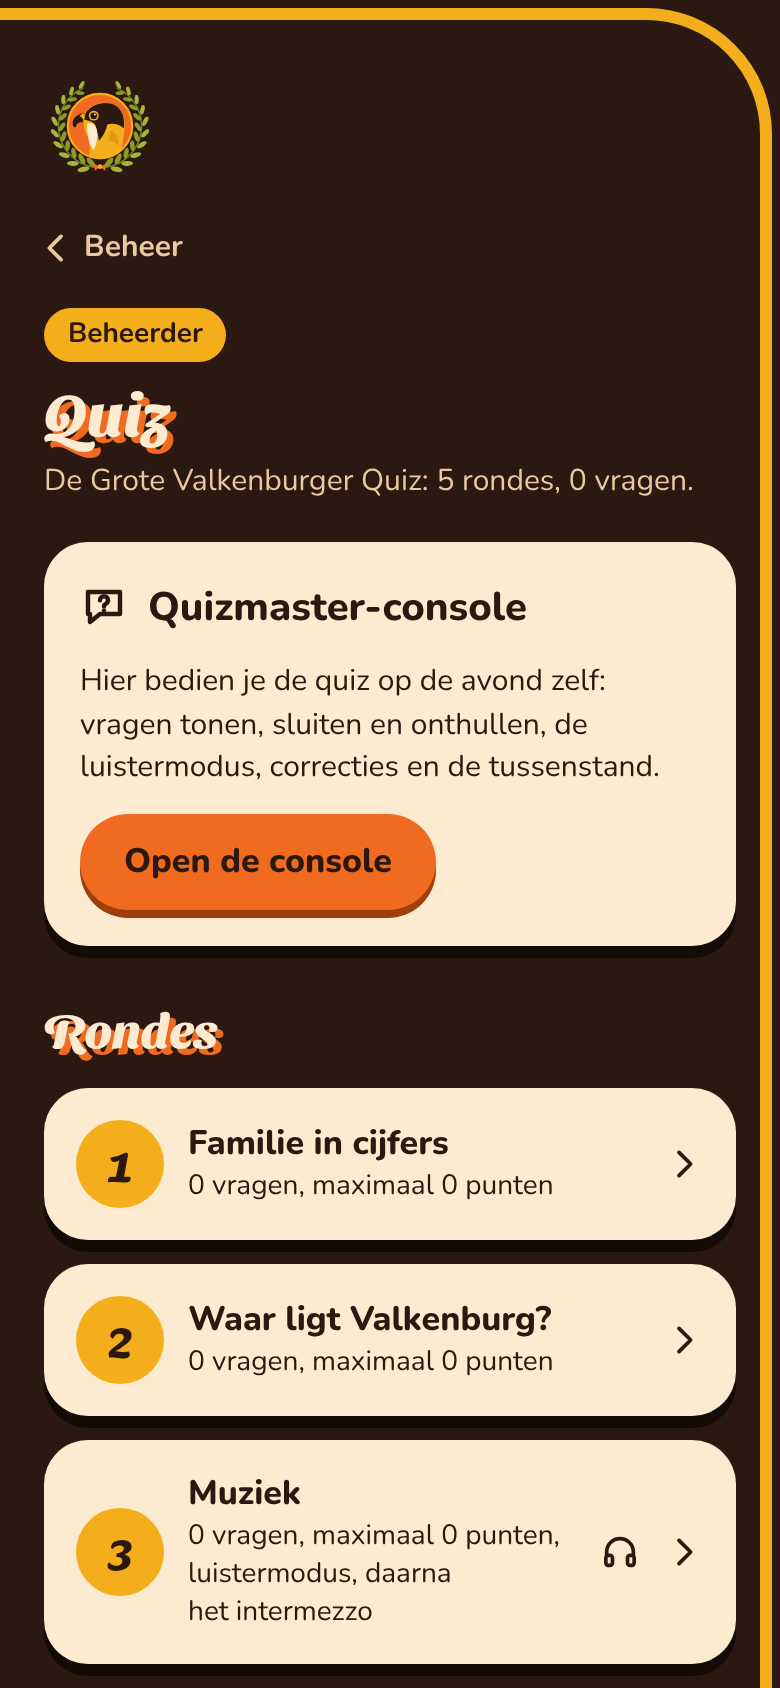 Beheer
Beheerder
Quiz
De Grote Valkenburger Quiz: 5 rondes, 0 vragen.
Quizmaster-console
Hier bedien je de quiz op de avond zelf:
vragen tonen, sluiten en onthullen, de
luistermodus, correcties en de tussenstand.
Open de console
Rondes
1
Familie in cijfers
0 vragen, maximaal 0 punten
2
Waar ligt Valkenburg?
0 vragen, maximaal 0 punten
3
Muziek
0 vragen, maximaal 0 punten,
luistermodus, daarna
het intermezzo